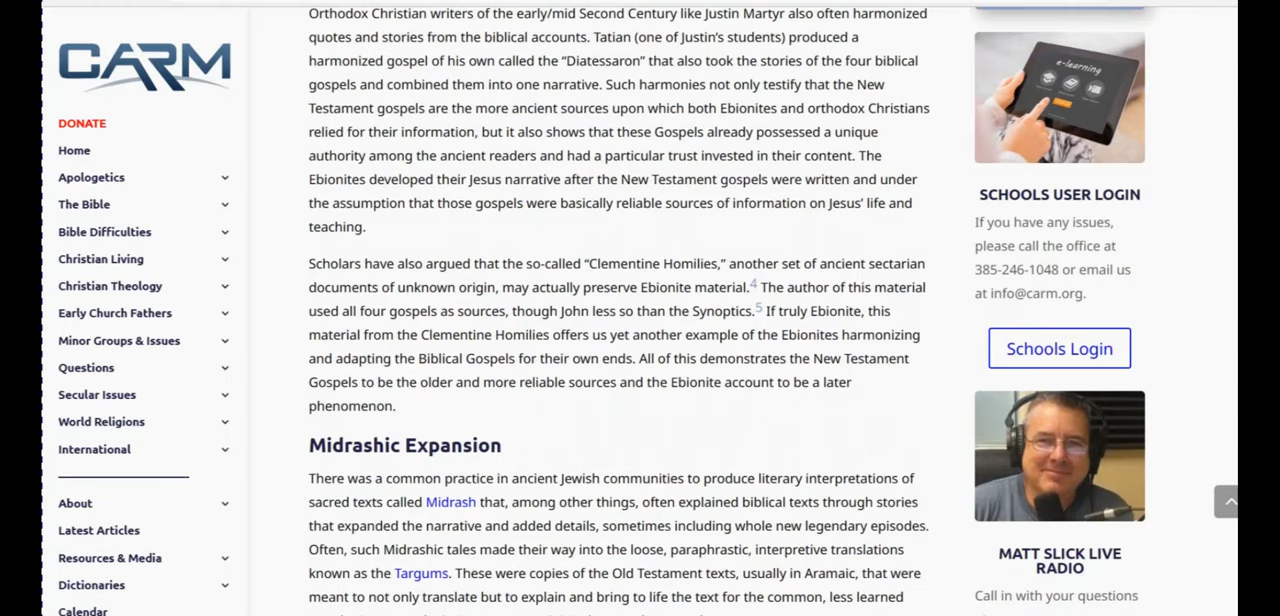 CARM
DONATE
Home
Apologetics
The Bible
Bible Difficulties
Christian Living
Christian Theology
Early Church Fathers
Minor Groups & Issues
Questions
Secular Issues
World Religions
International
About
Latest Articles
Resources & Media
Dictionaries
Calendar
Orthodox Christian writers of the early/mid Second Century like Justin Martyr also often harmonized
quotes and stories from the biblical accounts. Tatian (one of Justin’s students) produced a
harmonized gospel of his own called the “Diatessaron” that also took the stories of the four biblical
gospels and combined them into one narrative. Such harmonies not only testify that the New
Testament gospels are the more ancient sources upon which both Ebionites and orthodox Christians
relied for their information, but it also shows that these Gospels already possessed a unique
authority among the ancient readers and had a particular trust invested in their content. The
Ebionites developed their Jesus narrative after the New Testament gospels were written and under
the assumption that those gospels were basically reliable sources of information on Jesus’ life and
teaching.
Scholars have also argued that the so-called “Clementine Homilies,” another set of ancient sectarian
documents of unknown origin, may actually preserve Ebionite material.4 The author of this material
used all four gospels as sources, though John less so than the Synoptics.5 If truly Ebionite, this
material from the Clementine Homilies offers us yet another example of the Ebionites harmonizing
and adapting the Biblical Gospels for their own ends. All of this demonstrates the New Testament
Gospels to be the older and more reliable sources and the Ebionite account to be a later
phenomenon.
Midrashic Expansion
There was a common practice in ancient Jewish communities to produce literary interpretations of
sacred texts called Midrash that, among other things, often explained biblical texts through stories
that expanded the narrative and added details, sometimes including whole new legendary episodes.
Often, such Midrashic tales made their way into the loose, paraphrastic, interpretive translations
known as the Targums. These were copies of the Old Testament texts, usually in Aramaic, that were
meant to not only translate but to explain and bring to life the text for the common, less learned
e-learning
SCHOOLS USER LOGIN
If you have any issues,
please call the office at
385-246-1048 or email us
at info@carm.org.
Schools Login
MATT SLICK LIVE
RADIO
Call in with your questions